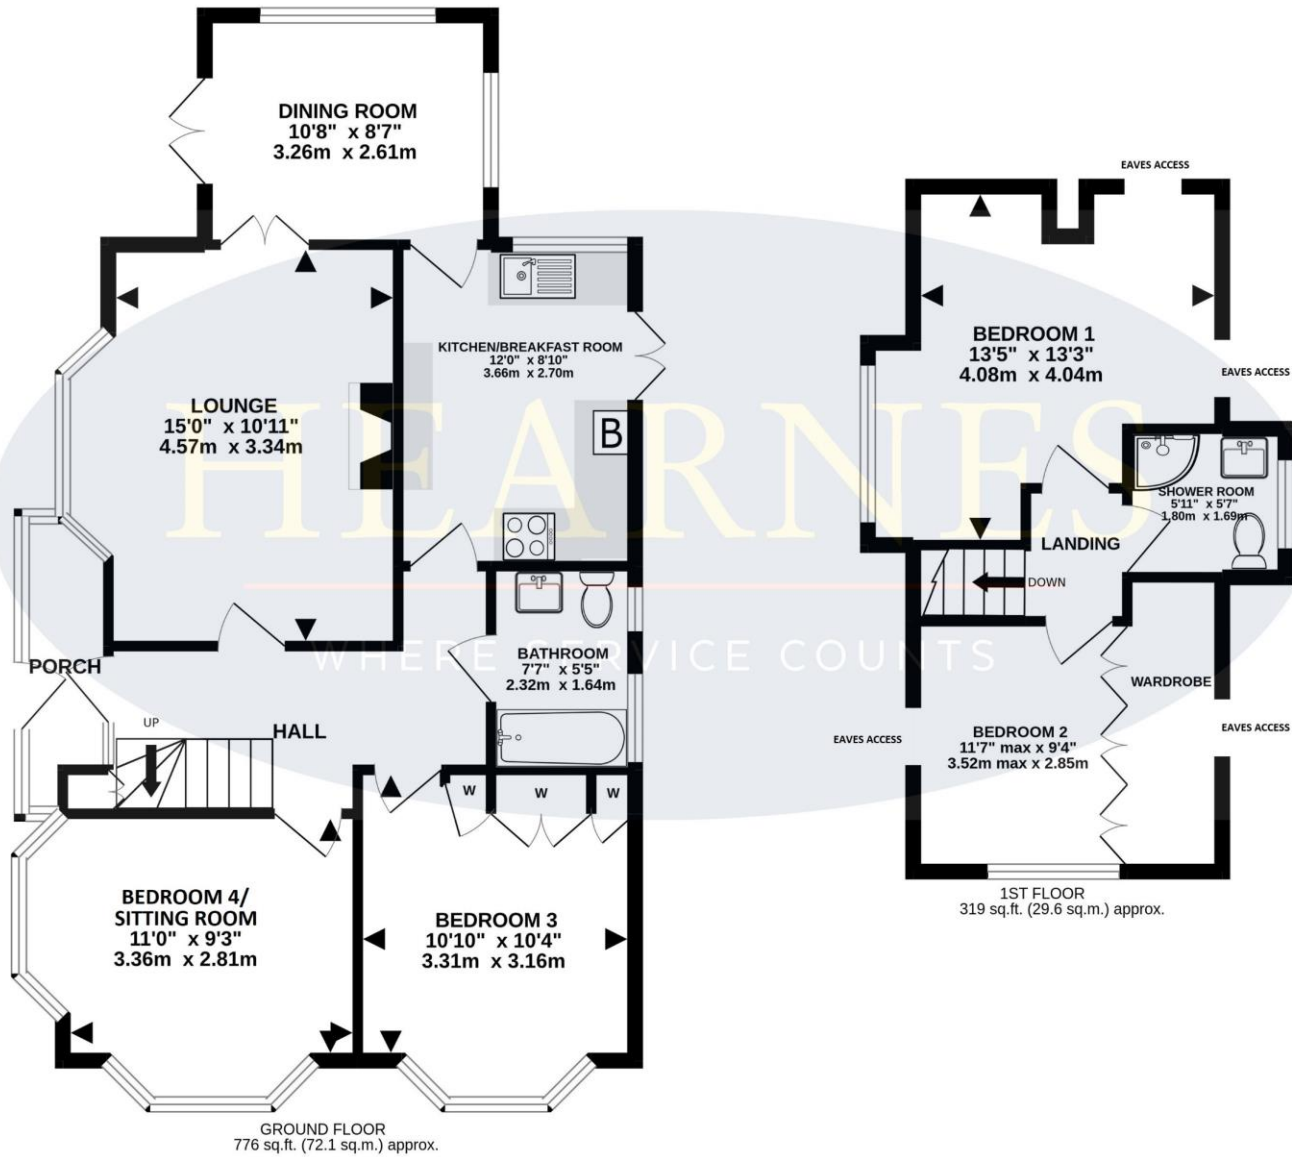 DINING ROOM
10'8" x 8'7"
3.26m x 2.61m
KITCHEN/BREAKFAST ROOM
12'0" x 8'10"
3.66m x 2.70m
LOUNGE
15'0" x 10'11"
4.57m x 3.34m
B
HEARNES
WHERE SERVICE COUNTS
PORCH
UP
HALL
BATHROOM
7'7" x 5'5"
2.32m x 1.64m
W
W
W
BEDROOM 4/
SITTING ROOM
11'0" x 9'3"
3.36m x 2.81m
BEDROOM 3
10'10" x 10'4"
3.31m x 3.16m
GROUND FLOOR
776 sq.ft. (72.1 sq.m.) approx.
EAVES ACCESS
BEDROOM 1
13'5" x 13'3"
4.08m x 4.04m
EAVES ACCESS
SHOWER ROOM
5'11" x 5'7"
1.80m x 1.69m
LANDING
DOWN
WARDROBE
EAVES ACCESS
BEDROOM 2
11'7" max x 9'4"
3.52m max x 2.85m
EAVES ACCESS
1ST FLOOR
319 sq.ft. (29.6 sq.m.) approx.